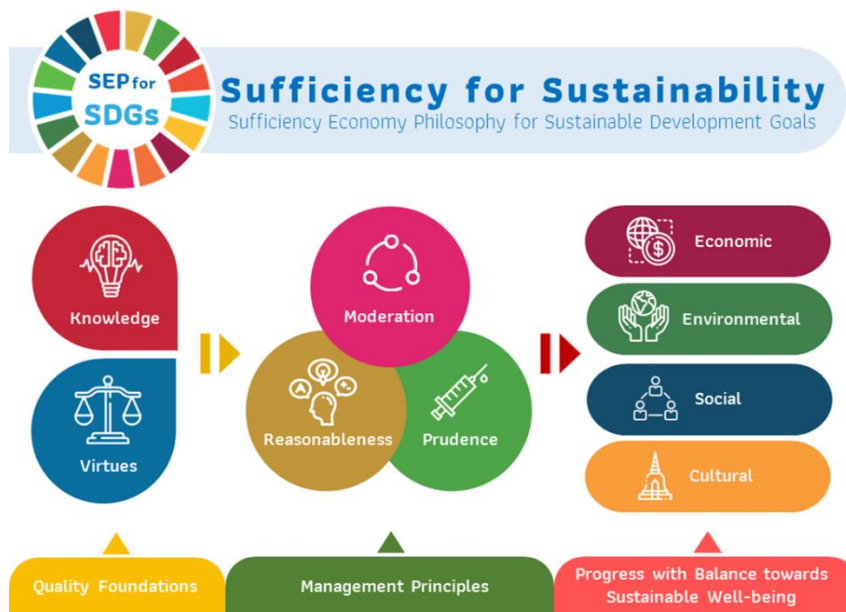 SEP for
SDGs
Sufficiency for Sustainability
Sufficiency Economy Philosophy for Sustainable Development Goals
Knowledge
Virtues
Moderation
Reasonableness
Prudence
Economic
Environmental
Social
Cultural
Quality Foundations
Management Principles
Progress with Balance towards
Sustainable Well-being